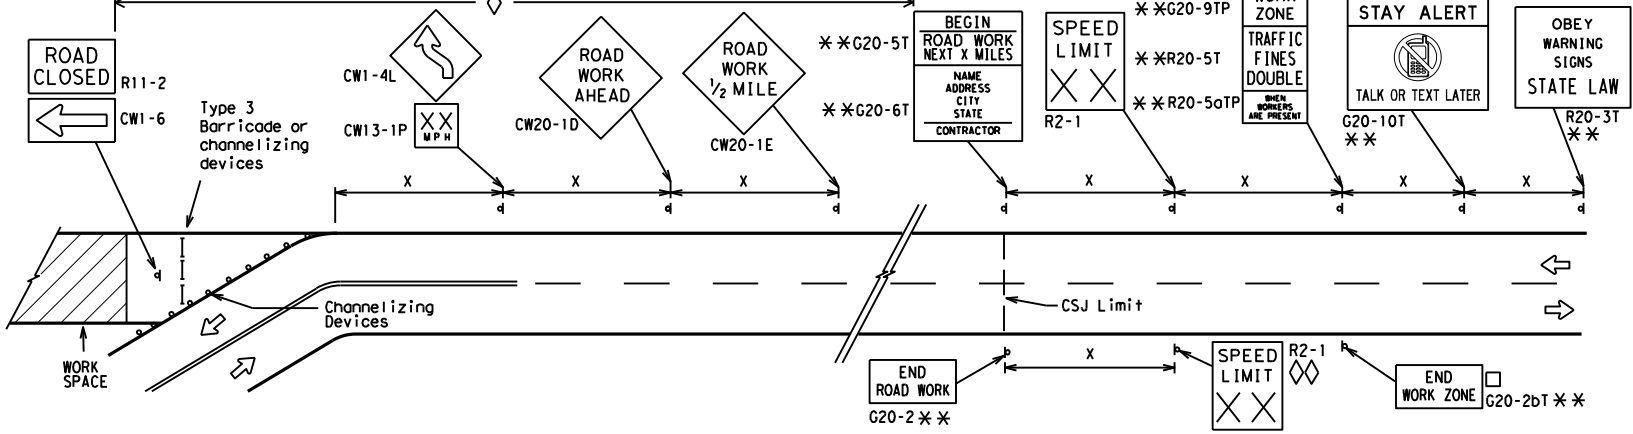 ROAD
CLOSED
R11-2
CW1-6
Type 3
Barricade or
channelizing
devices
CW1-4L
XX
MPH
CW13-1P
ROAD
WORK
AHEAD
CW20-1D
ROAD
WORK
1/2 MILE
CW20-1E
**G20-5T
**G20-6T
BEGIN
ROAD WORK
NEXT X MILES
NAME
ADDRESS
CITY
STATE
CONTRACTOR
SPEED
LIMIT
XX
R2-1
**G20-9TP
**R20-5T
**R20-5aTP
WORK
ZONE
TRAFFIC
FINES
DOUBLE
WHEN
WORKERS
ARE PRESENT
STAY ALERT
TALK OR TEXT LATER
G20-10T
**
OBEY
WARNING
SIGNS
STATE LAW
R20-3T
**
X
X
X
X
X
X
X
Channelizing
Devices
WORK
SPACE
CSJ Limit
END
ROAD WORK
G20-2 **
X
SPEED
LIMIT
XX
R2-1
END
WORK ZONE
G20-2bT **